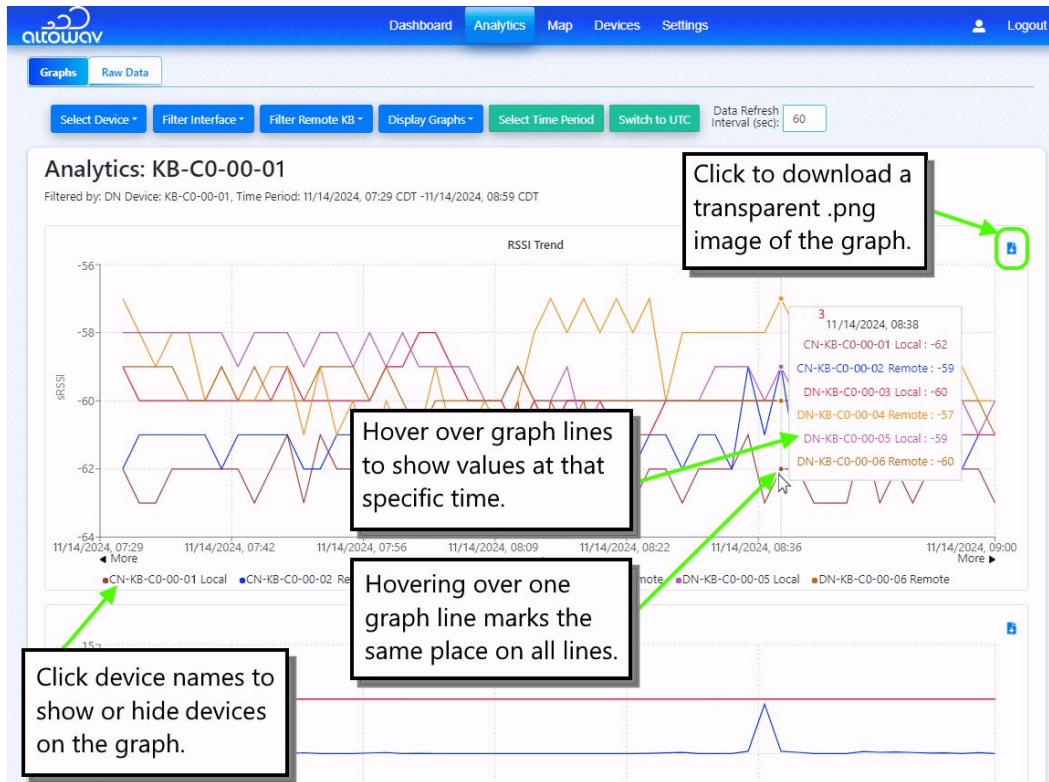 altowav
Dashboard Analytics Map Devices Settings Logout
Graphs Raw Data
Select Device Filter Interface Filter Remote KB Display Graphs Select Time Period Switch to UTC Data Refresh
Interval (sec): 60
Analytics: KB-C0-00-01
Filtered by: DN Device: KB-C0-00-01, Time Period: 11/14/2024, 07:29 CDT -11/14/2024, 08:59 CDT
Click to download a
transparent .png
image of the graph.
RSSI Trend
-56
-58
-60
-62
-64
sRSSI
3
11/14/2024, 08:38
CN-KB-C0-00-01 Local : -62
CN-KB-C0-00-02 Remote : -59
DN-KB-C0-00-03 Local : -60
DN-KB-C0-00-04 Remote : -57
DN-KB-C0-00-05 Local : -59
DN-KB-C0-00-06 Remote : -60
Hover over graph lines
to show values at that
specific time.
11/14/2024, 07:29 11/14/2024, 07:42 11/14/2024, 07:56 11/14/2024, 08:09 11/14/2024, 08:22 11/14/2024, 08:36 11/14/2024, 09:00
More More
CN-KB-C0-00-01 Local CN-KB-C0-00-02 DN-KB-C0-00-05 Local DN-KB-C0-00-06 Remote
Hovering over one
graph line marks the
same place on all lines.
15
Click device names to
show or hide devices
on the graph.